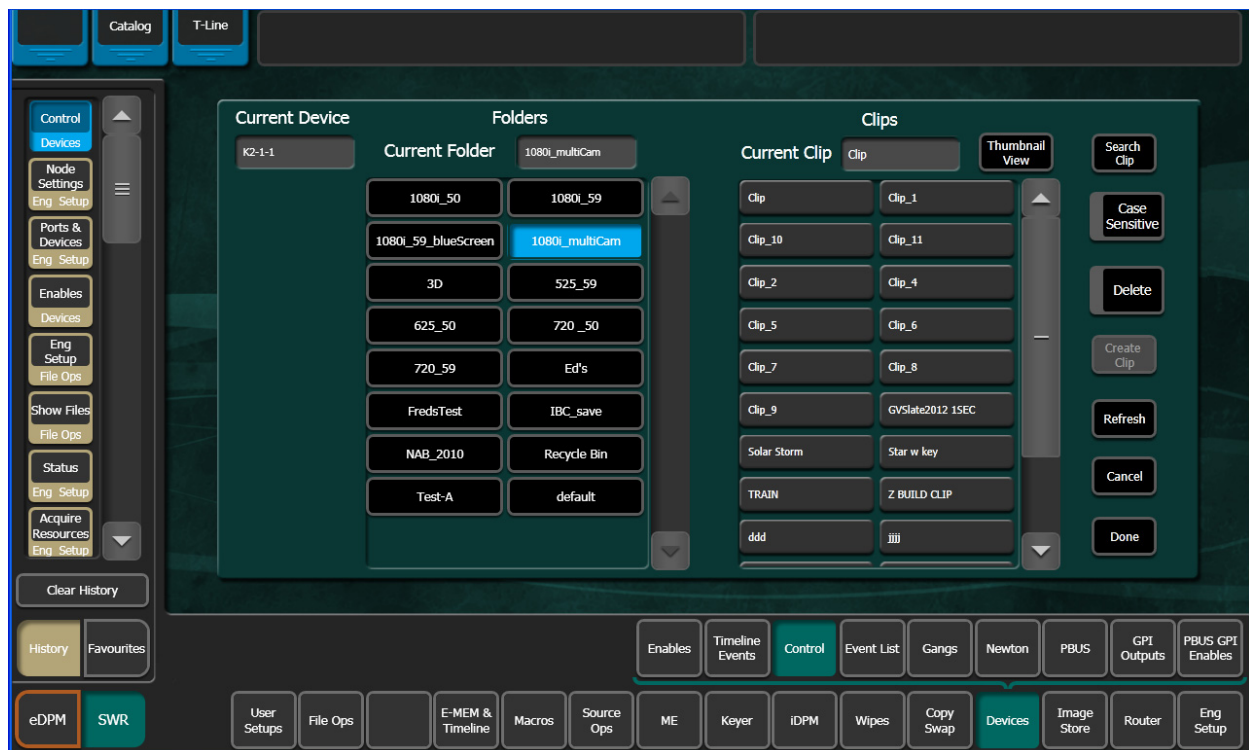 Catalog
T-Line
Control
Devices
Node
Settings
Eng Setup
Ports &
Devices
Eng Setup
Enables
Devices
Eng
Setup
File Ops
Show Files
File Ops
Status
Eng Setup
Acquire
Resources
Eng Setup
Clear History
History
Favourites
eDPM
SWR
Current Device
K2-1-1
Folders
Current Folder
1080i_multiCam
1080i_50
1080i_59
1080i_59_blueScreen
1080i_multiCam
3D
525_59
625_50
720 _50
720_59
Ed's
FredsTest
IBC_save
NAB_2010
Recycle Bin
Test-A
default
Clips
Current Clip
Clip
Thumbnail
View
Clip
Clip_1
Clip_10
Clip_11
Clip_2
Clip_4
Clip_5
Clip_6
Clip_7
Clip_8
Clip_9
GVSlate2012 1SEC
Solar Storm
Star w key
TRAIN
Z BUILD CLIP
ddd
jjjj
Search
Clip
Case
Sensitive
Delete
Create
Clip
Refresh
Cancel
Done
Enables
Timeline
Events
Control
Event List
Gangs
Newton
PBUS
GPI
Outputs
PBUS GPI
Enables
User
Setups
File Ops
E-MEM &
Timeline
Macros
Source
Ops
ME
Keyer
iDPM
Wipes
Copy
Swap
Devices
Image
Store
Router
Eng
Setup